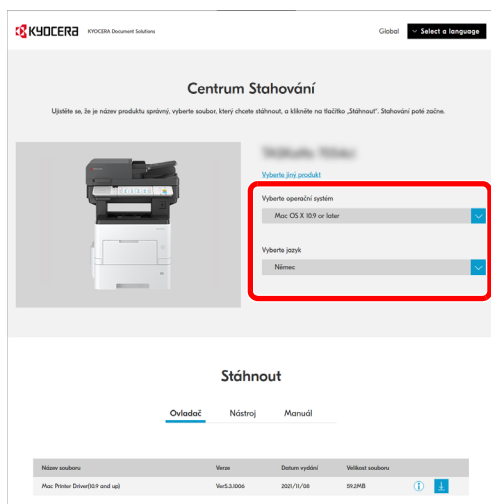 KYOCERA KYOCERA Document Solutions Global Select a language
Centrum Stahování
Ujistěte se, že je název produktu správný, vyberte soubor, který chcete stáhnout, a klikněte na tlačítko „Stáhnout“. Stahování poté začne.
Vyberte jiný produkt
Vyberte operační systém
Mac OS X 10.9 or later
Vyberte jazyk
Němec
Stáhnout
Ovladač Nástroj Manuál
Název souboru Verze Datum vydání Velikost souboru
Mac Printer Driver(10.9 and up) Ver5.3.1006 2021/11/08 59.2MB